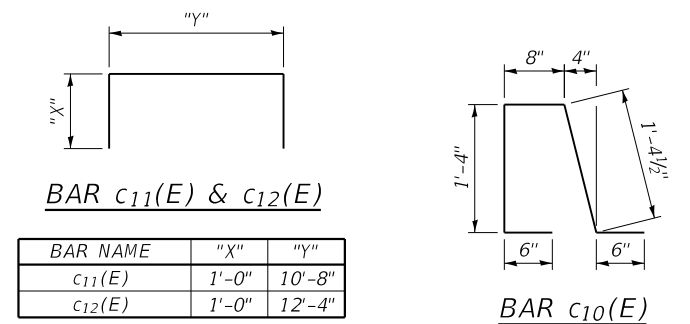 "Y"
"X"
BAR c11(E) & c12(E)
BAR NAME "X" "Y"
c11(E) 1'-0" 10'-8"
c12(E) 1'-0" 12'-4"
8" 4"
1'-4"
1'-4½"
6" 6"
BAR c10(E)